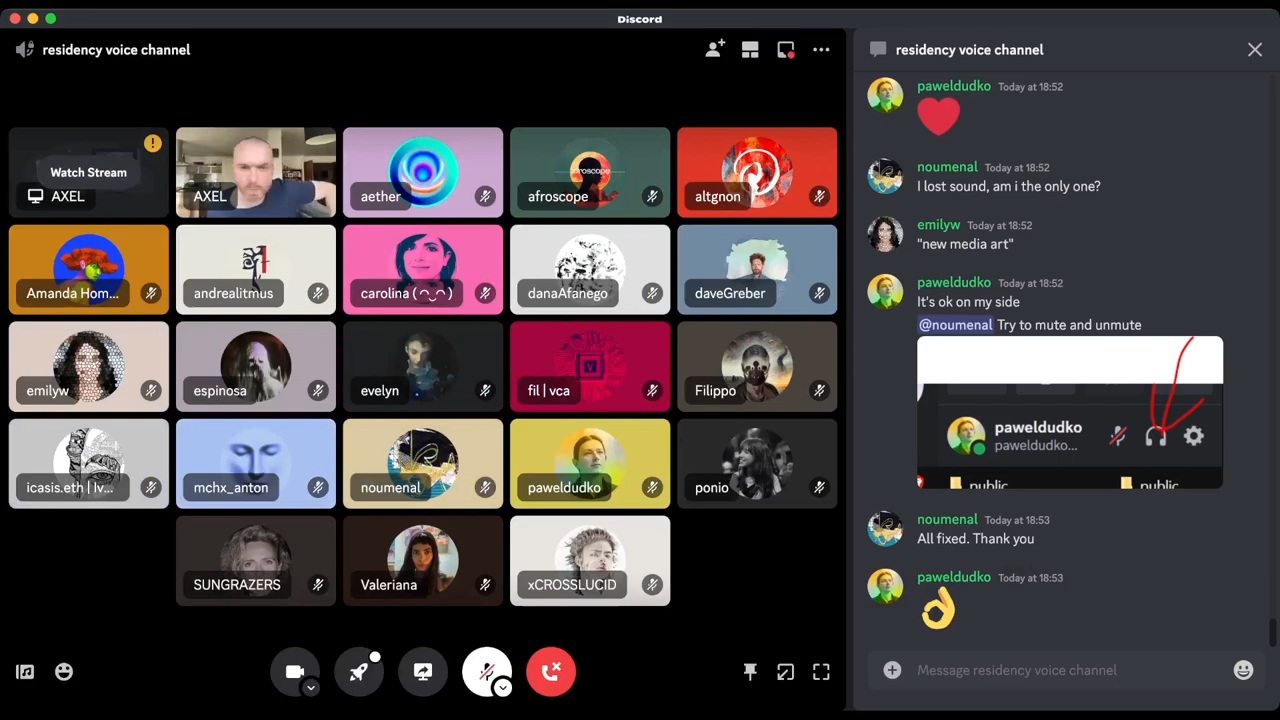 Discord
residency voice channel
Watch Stream
AXEL
AXEL
aether
afroscope
afroscope
altgnon
Amanda Hom...
andrealitmus
carolina (◠‿◠)
danaAfanego
daveGreber
emilyw
espinosa
evelyn
fil | vca
Filippo
icasis.eth | lv...
mchx_anton
noumenal
paweldudko
ponio
SUNGRAZERS
Valeriana
xCROSSLUCID
residency voice channel
paweldudko Today at 18:52
noumenal Today at 18:52
I lost sound, am i the only one?
emilyw Today at 18:52
"new media art"
paweldudko Today at 18:52
It's ok on my side
@noumenal Try to mute and unmute
paweldudko
paweldudko...
public public
noumenal Today at 18:53
All fixed. Thank you
paweldudko Today at 18:53
Message residency voice channel